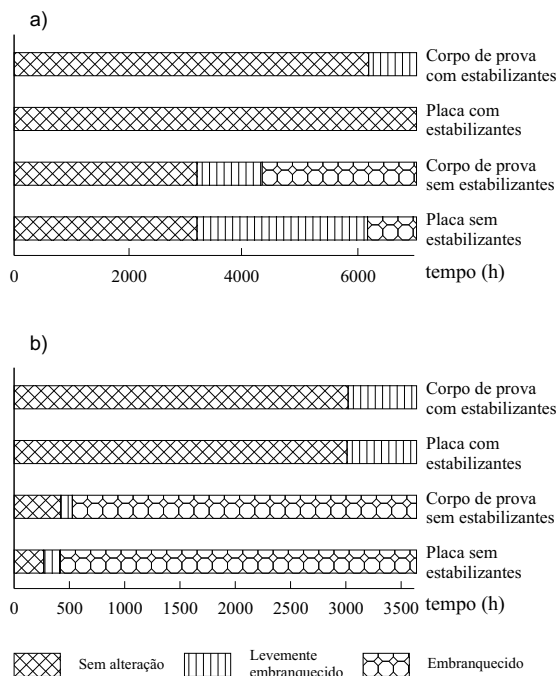 a)
Corpo de prova
com estabilizantes
Placa com
estabilizantes
Corpo de prova
sem estabilizantes
Placa sem
estabilizantes
0 2000 4000 6000 tempo (h)
b)
Corpo de prova
com estabilizantes
Placa com
estabilizantes
Corpo de prova
sem estabilizantes
Placa sem
estabilizantes
0 500 1000 1500 2000 2500 3000 3500 tempo (h)
Sem alteração
Levemente
embranquecido
Embranquecido